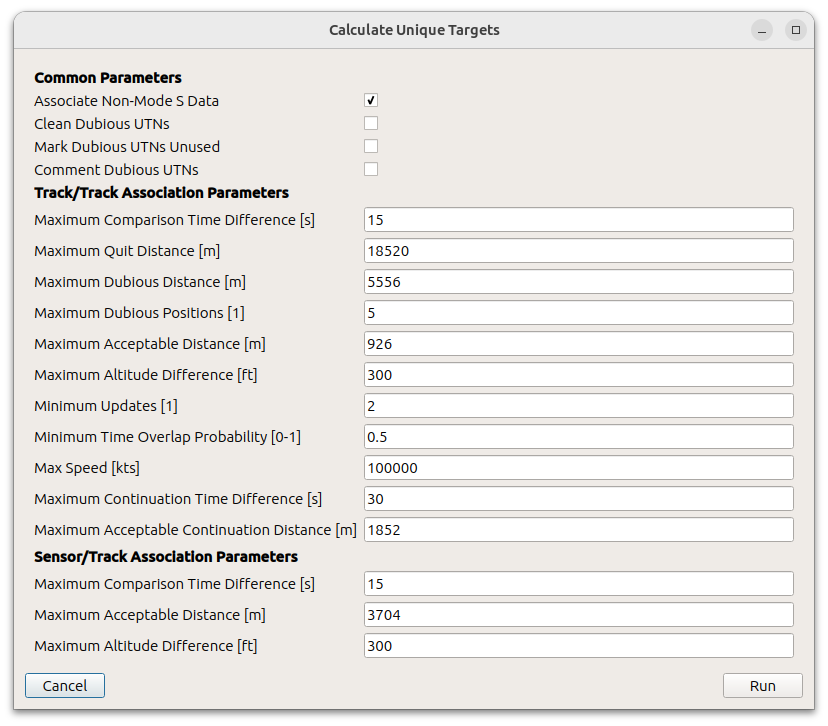 Calculate Unique Targets
Common Parameters
Associate Non-Mode S Data
Clean Dubious UTNs
Mark Dubious UTNs Unused
Comment Dubious UTNs
Track/Track Association Parameters
Maximum Comparison Time Difference [s] 15
Maximum Quit Distance [m] 18520
Maximum Dubious Distance [m] 5556
Maximum Dubious Positions [1] 5
Maximum Acceptable Distance [m] 926
Maximum Altitude Difference [ft] 300
Minimum Updates [1] 2
Minimum Time Overlap Probability [0-1] 0.5
Max Speed [kts] 100000
Maximum Continuation Time Difference [s] 30
Maximum Acceptable Continuation Distance [m] 1852
Sensor/Track Association Parameters
Maximum Comparison Time Difference [s] 15
Maximum Acceptable Distance [m] 3704
Maximum Altitude Difference [ft] 300
Cancel Run